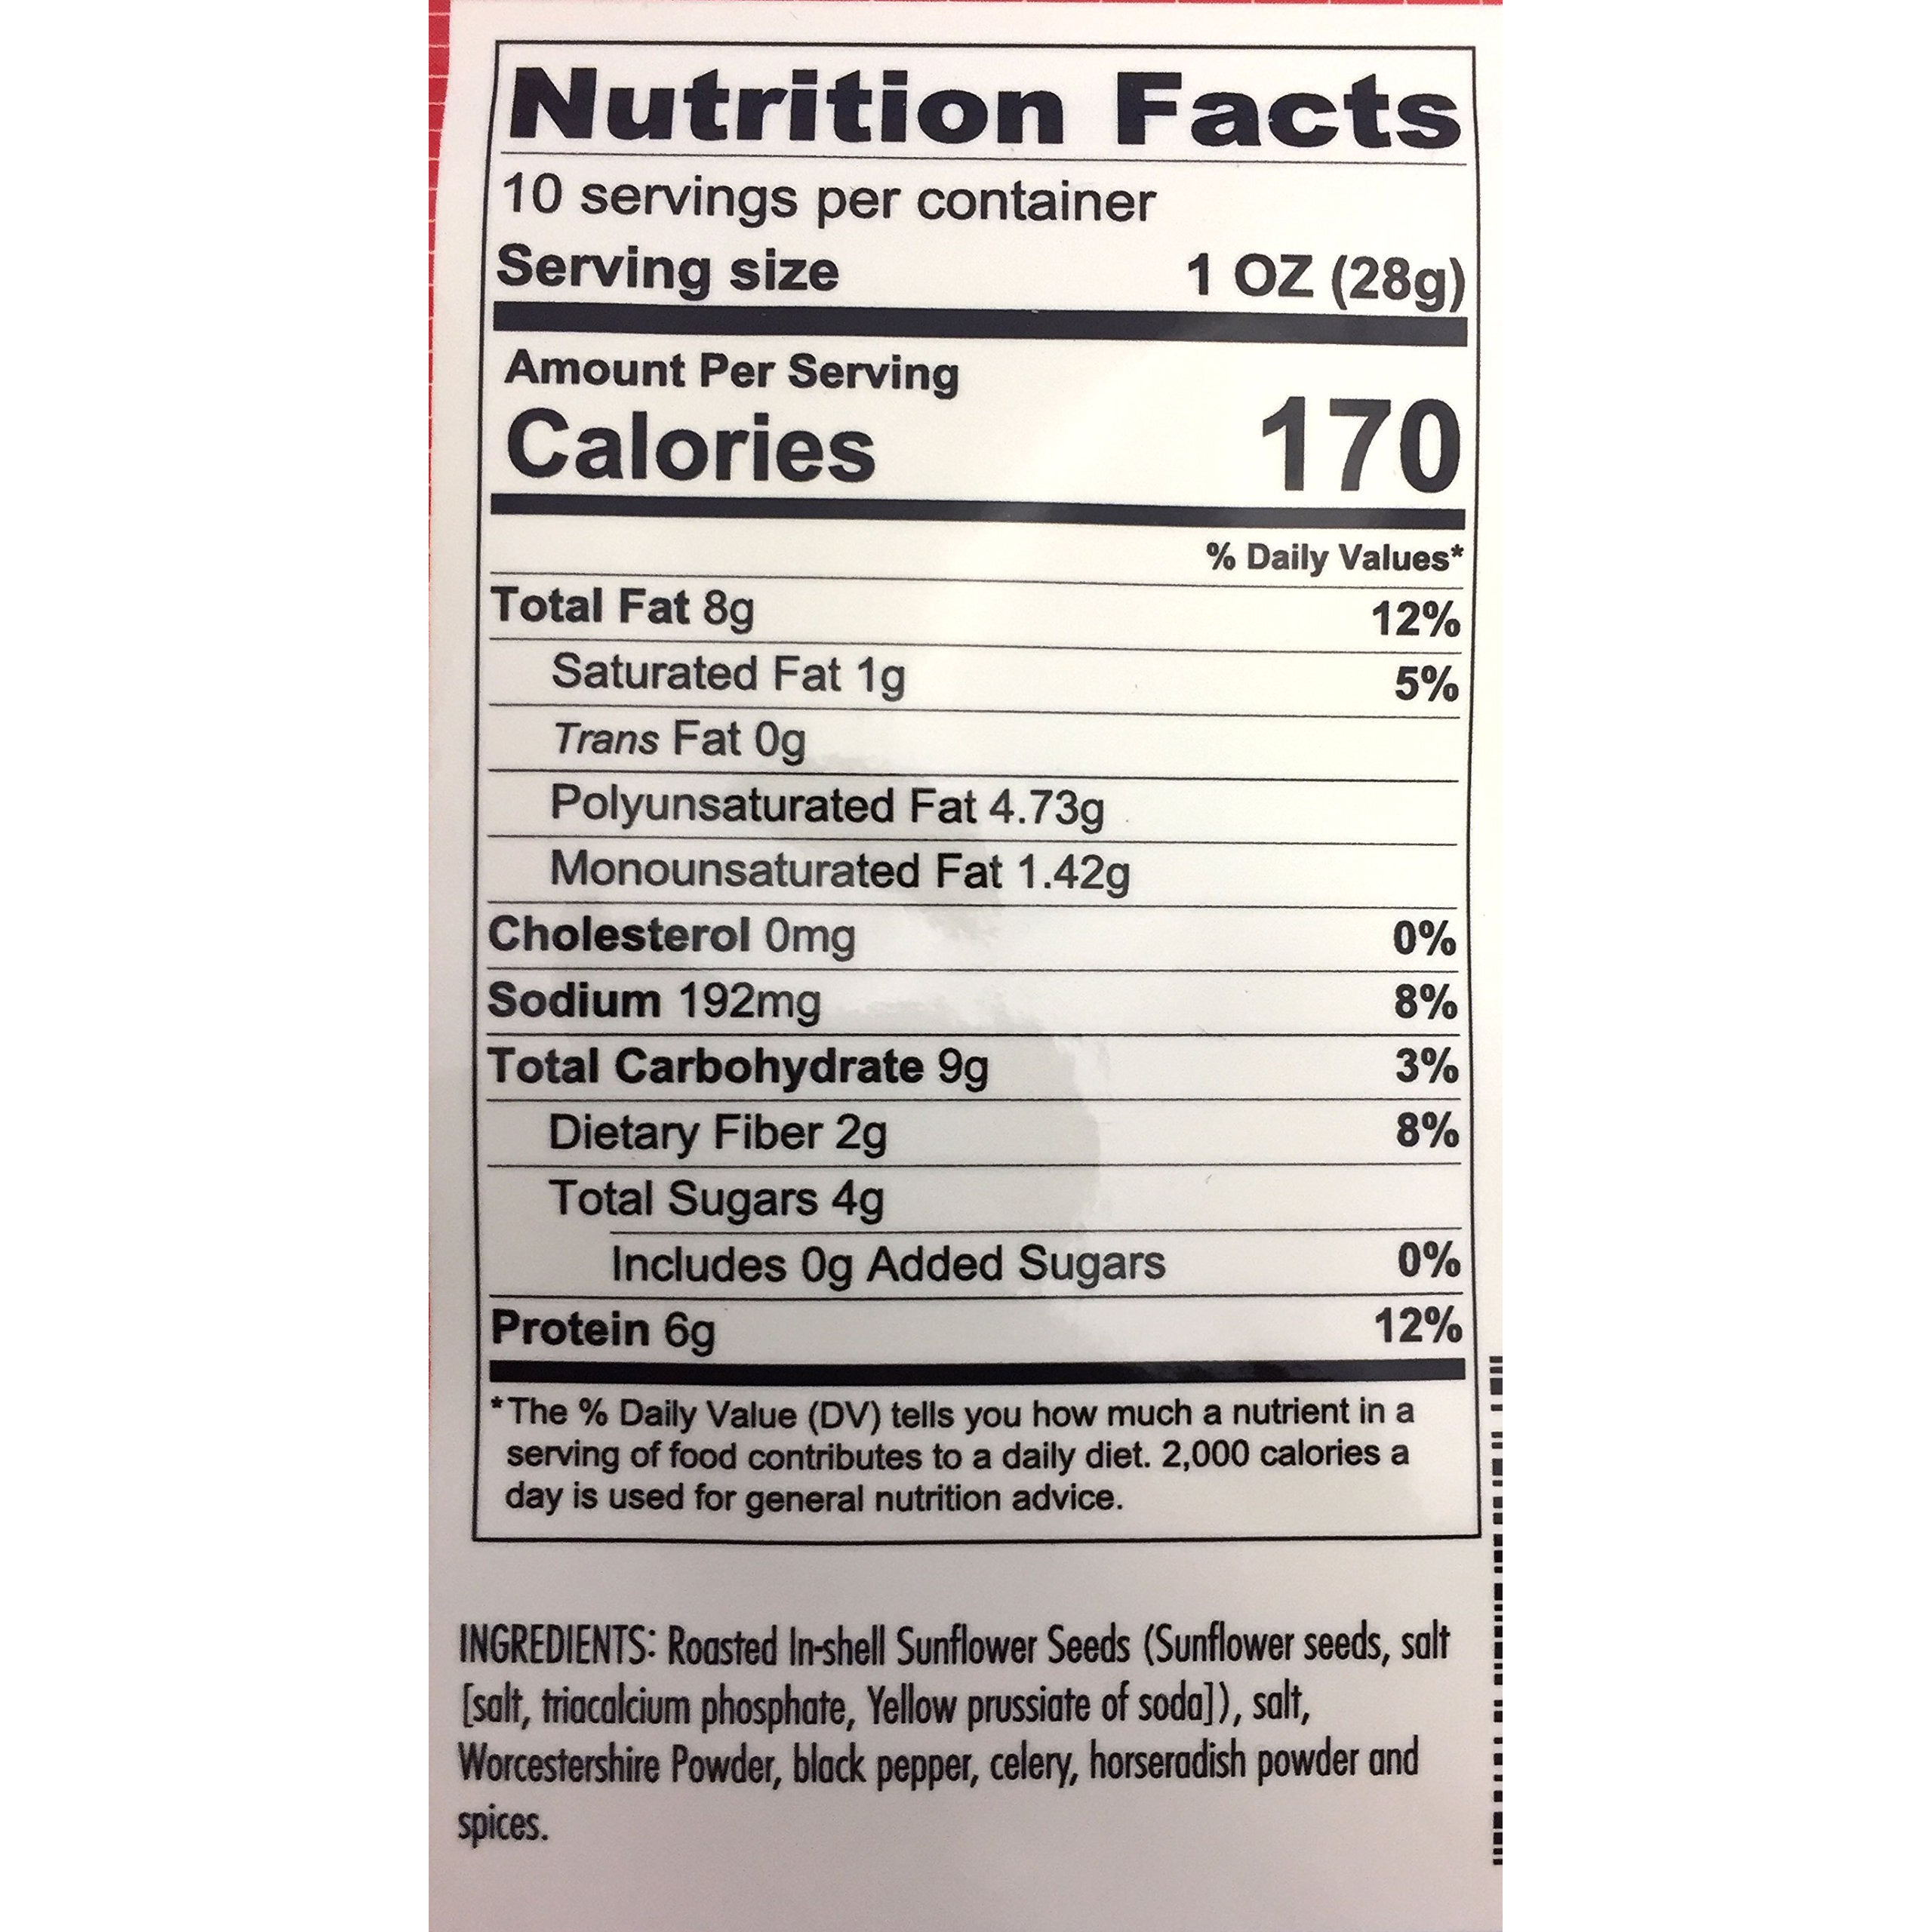 Nutrition Facts
10 servings per container
Serving size 1 OZ (28g)
Amount Per Serving
Calories 170
% Daily Values*
Total Fat 8g 12%
Saturated Fat 1g 5%
Trans Fat 0g
Polyunsaturated Fat 4.73g
Monounsaturated Fat 1.42g
Cholesterol 0mg 0%
Sodium 192mg 8%
Total Carbohydrate 9g 3%
Dietary Fiber 2g 8%
Total Sugars 4g
Includes 0g Added Sugars 0%
Protein 6g 12%
*The % Daily Value (DV) tells you how much a nutrient in a
serving of food contributes to a daily diet. 2,000 calories a
day is used for general nutrition advice.
INGREDIENTS: Roasted In-shell Sunflower Seeds (Sunflower seeds, salt
[salt, triacalcium phosphate, Yellow prussiate of soda]), salt,
Worcestershire Powder, black pepper, celery, horseradish powder and
spices.